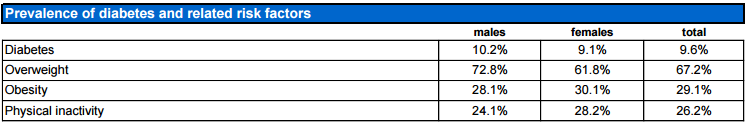 Prevalence of diabetes and related risk factors
males females total
Diabetes 10.2% 9.1% 9.6%
Overweight 72.8% 61.8% 67.2%
Obesity 28.1% 30.1% 29.1%
Physical inactivity 24.1% 28.2% 26.2%